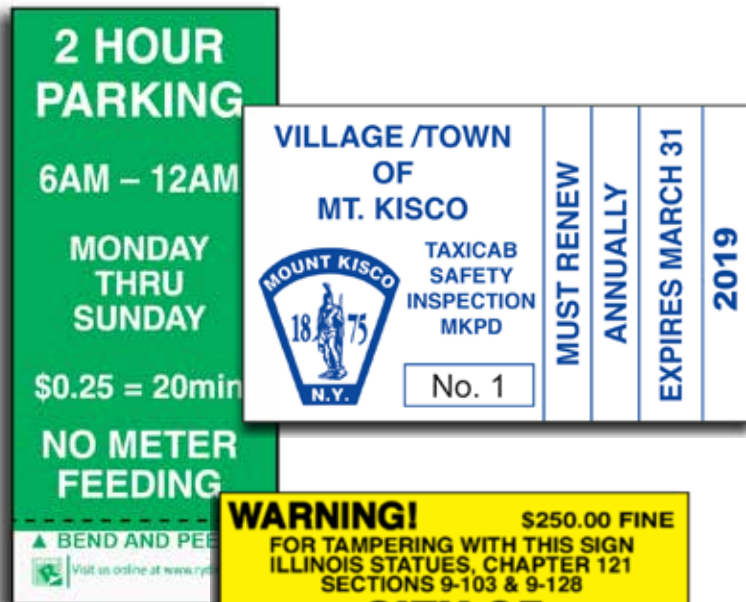 2 HOUR
PARKING
6AM – 12AM
MONDAY
THRU
SUNDAY
$0.25 = 20min
NO METER
FEEDING
▲ BEND AND PEE
Visit us online at www.ryd
VILLAGE /TOWN
OF
MT. KISCO
MOUNT KISCO
18 75
N.Y.
TAXICAB
SAFETY
INSPECTION
MKPD
No. 1
MUST RENEW
ANNUALLY
EXPIRES MARCH 31
2019
WARNING! $250.00 FINE
FOR TAMPERING WITH THIS SIGN
ILLINOIS STATUES, CHAPTER 121
SECTIONS 9-103 & 9-128